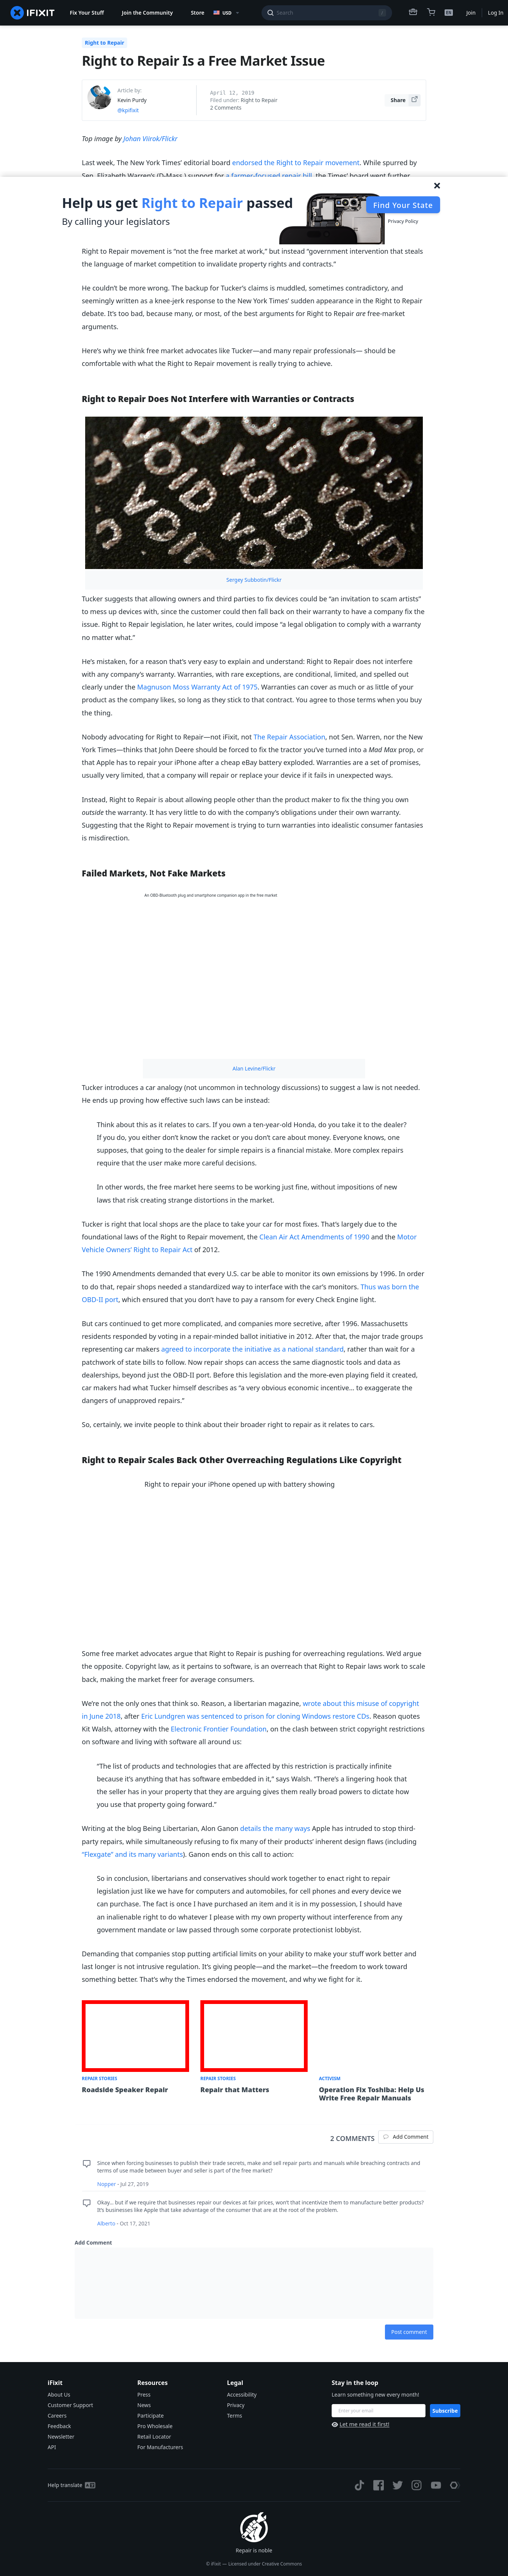 IFIXIT
Fix Your Stuff
Join the Community
Store
USD
Search
/
Join
Log In
Right to Repair
Right to Repair Is a Free Market Issue
Article by:
Kevin Purdy
@kpifixit
April 12, 2019
Filed under: Right to Repair
2 Comments
Share
Top image by Johan Viirok/Flickr
Last week, The New York Times' editorial board endorsed the Right to Repair movement. While spurred by
Help us get Right to Repair passed
By calling your legislators
Find Your State
Privacy Policy
Right to Repair movement is "not the free market at work," but instead "government intervention that steals
the language of market competition to invalidate property rights and contracts."
He couldn't be more wrong. The backup for Tucker's claims is muddled, sometimes contradictory, and
seemingly written as a knee-jerk response to the New York Times' sudden appearance in the Right to Repair
debate. It's too bad, because many, or most, of the best arguments for Right to Repair are free-market
arguments.
Here's why we think free market advocates like Tucker—and many repair professionals— should be
comfortable with what the Right to Repair movement is really trying to achieve.
Right to Repair Does Not Interfere with Warranties or Contracts
Sergey Subbotin/Flickr
Tucker suggests that allowing owners and third parties to fix devices could be "an invitation to scam artists"
to mess up devices with, since the customer could then fall back on their warranty to have a company fix the
issue. Right to Repair legislation, he later writes, could impose "a legal obligation to comply with a warranty
no matter what."
He's mistaken, for a reason that's very easy to explain and understand: Right to Repair does not interfere
with any company's warranty. Warranties, with rare exceptions, are conditional, limited, and spelled out
clearly under the Magnuson Moss Warranty Act of 1975. Warranties can cover as much or as little of your
product as the company likes, so long as they stick to that contract. You agree to those terms when you buy
the thing.
Nobody advocating for Right to Repair—not iFixit, not The Repair Association, not Sen. Warren, nor the New
York Times—thinks that John Deere should be forced to fix the tractor you've turned into a Mad Max prop, or
that Apple has to repair your iPhone after a cheap eBay battery exploded. Warranties are a set of promises,
usually very limited, that a company will repair or replace your device if it fails in unexpected ways.
Instead, Right to Repair is about allowing people other than the product maker to fix the thing you own
outside the warranty. It has very little to do with the company's obligations under their own warranty.
Suggesting that the Right to Repair movement is trying to turn warranties into idealistic consumer fantasies
is misdirection.
Failed Markets, Not Fake Markets
An OBD Bluetooth plug and smartphone companion app in the free market
Alan Levine/Flickr
Tucker introduces a car analogy (not uncommon in technology discussions) to suggest a law is not needed.
He ends up proving how effective such laws can be instead:
Think about this as it relates to cars. If you own a ten-year-old Honda, do you take it to the dealer?
If you do, you either don't know the racket or you don't care about money. Everyone knows, one
supposes, that going to the dealer for simple repairs is a financial mistake. More complex repairs
require that the user make more careful decisions.
In other words, the free market here seems to be working just fine, without impositions of new
laws that risk creating strange distortions in the market.
Tucker is right that local shops are the place to take your car for most fixes. That's largely due to the
foundational laws of the Right to Repair movement, the Clean Air Act Amendments of 1990 and the Motor
Vehicle Owners' Right to Repair Act of 2012.
The 1990 Amendments demanded that every U.S. car be able to monitor its own emissions by 1996. In order
to do that, repair shops needed a standardized way to interface with the car's monitors. Thus was born the
OBD-II port, which ensured that you don't have to pay a ransom for every Check Engine light.
But cars continued to get more complicated, and companies more secretive, after 1996. Massachusetts
residents responded by voting in a repair-minded ballot initiative in 2012. After that, the major trade groups
representing car makers agreed to incorporate the initiative as a national standard, rather than wait for a
patchwork of state bills to follow. Now repair shops can access the same diagnostic tools and data as
dealerships, beyond just the OBD-II port. Before this legislation and the more-even playing field it created,
car makers had what Tucker himself describes as "a very obvious economic incentive... to exaggerate the
dangers of unapproved repairs."
So, certainly, we invite people to think about their broader right to repair as it relates to cars.
Right to Repair Scales Back Other Overreaching Regulations Like Copyright
Right to repair your iPhone opened up with battery showing
Some free market advocates argue that Right to Repair is pushing for overreaching regulations. We'd argue
the opposite. Copyright law, as it pertains to software, is an overreach that Right to Repair laws work to scale
back, making the market freer for average consumers.
We're not the only ones that think so. Reason, a libertarian magazine, wrote about this misuse of copyright
in June 2018, after Eric Lundgren was sentenced to prison for cloning Windows restore CDs. Reason quotes
Kit Walsh, attorney with the Electronic Frontier Foundation, on the clash between strict copyright restrictions
on software and living with software all around us:
"The list of products and technologies that are affected by this restriction is practically infinite
because it's anything that has software embedded in it," says Walsh. "There's a lingering hook that
the seller has in your property that they are arguing gives them really broad powers to dictate how
you use that property going forward."
Writing at the blog Being Libertarian, Alon Ganon details the many ways Apple has intruded to stop third-
party repairs, while simultaneously refusing to fix many of their products' inherent design flaws (including
"Flexgate" and its many variants). Ganon ends on this call to action:
So in conclusion, libertarians and conservatives should work together to enact right to repair
legislation just like we have for computers and automobiles, for cell phones and every device we
can purchase. The fact is once I have purchased an item and it is in my possession, I should have
an inalienable right to do whatever I please with my own property without interference from any
government mandate or law passed through some corporate protectionist lobbyist.
Demanding that companies stop putting artificial limits on your ability to make your stuff work better and
last longer is not intrusive regulation. It's giving people—and the market—the freedom to work toward
something better. That's why the Times endorsed the movement, and why we fight for it.
REPAIR STORIES
Roadside Speaker Repair
REPAIR STORIES
Repair that Matters
ACTIVISM
Operation Fix Toshiba: Help Us
Write Free Repair Manuals
2 COMMENTS
Add Comment
Since when forcing businesses to publish their trade secrets, make and sell repair parts and manuals while breaching contracts and
terms of use made between buyer and seller is part of the free market?
Nopper - Jul 27, 2019
Okay... but if we require that businesses repair our devices at fair prices, won't that incentivize them to manufacture better products?
It's businesses like Apple that take advantage of the consumer that are at the root of the problem.
Alberto - Oct 17, 2021
Add Comment
Post comment
iFixit
About Us
Customer Support
Careers
Feedback
Newsletter
API
Resources
Press
News
Participate
Pro Wholesale
Retail Locator
For Manufacturers
Legal
Accessibility
Privacy
Terms
Stay in the loop
Learn something new every month!
Enter your email
Subscribe
Let me read it first!
Help translate
Repair is noble
© iFixit — Licensed under Creative Commons